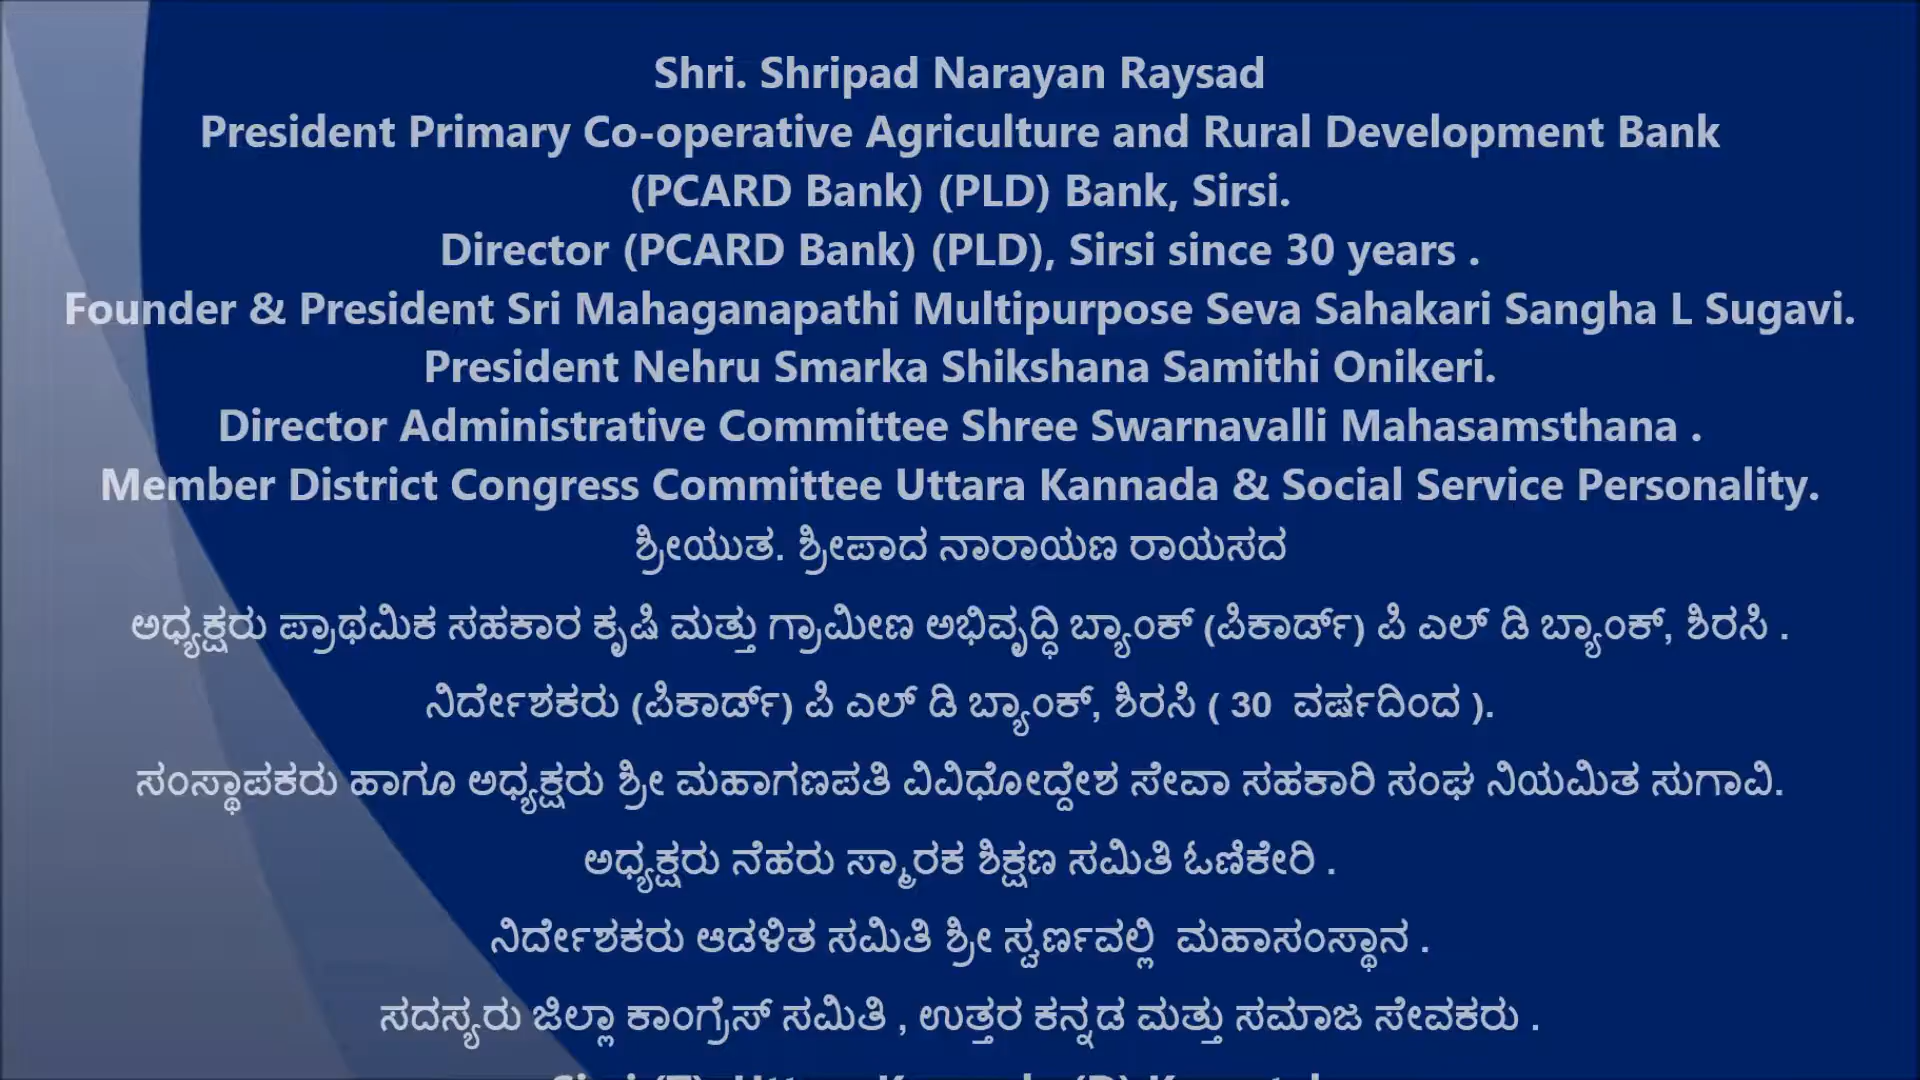 Shri. Shripad Narayan Raysad
President Primary Co-operative Agriculture and Rural Development Bank
(PCARD Bank) (PLD) Bank, Sirsi.
Director (PCARD Bank) (PLD), Sirsi since 30 years .
Founder & President Sri Mahaganapathi Multipurpose Seva Sahakari Sangha L Sugavi.
President Nehru Smarka Shikshana Samithi Onikeri.
Director Administrative Committee Shree Swarnavalli Mahasamsthana .
Member District Congress Committee Uttara Kannada & Social Service Personality.
ಶ್ರೀಯುತ. ಶ್ರೀಪಾದ ನಾರಾಯಣ ರಾಯಸದ
ಅಧ್ಯಕ್ಷರು ಪ್ರಾಥಮಿಕ ಸಹಕಾರ ಕೃಷಿ ಮತ್ತು ಗ್ರಾಮೀಣ ಅಭಿವೃದ್ಧಿ ಬ್ಯಾಂಕ್ (ಪಿಕಾರ್ಡ್) ಪಿ ಎಲ್ ಡಿ ಬ್ಯಾಂಕ್, ಶಿರಸಿ .
ನಿರ್ದೇಶಕರು (ಪಿಕಾರ್ಡ್) ಪಿ ಎಲ್ ಡಿ ಬ್ಯಾಂಕ್, ಶಿರಸಿ ( 30 ವರ್ಷದಿಂದ ).
ಸಂಸ್ಥಾಪಕರು ಹಾಗೂ ಅಧ್ಯಕ್ಷರು ಶ್ರೀ ಮಹಾಗಣಪತಿ ವಿವಿಧೋದ್ದೇಶ ಸೇವಾ ಸಹಕಾರಿ ಸಂಘ ನಿಯಮಿತ ಸುಗಾವಿ.
ಅಧ್ಯಕ್ಷರು ನೆಹರು ಸ್ಮಾರಕ ಶಿಕ್ಷಣ ಸಮಿತಿ ಓಣಿಕೇರಿ .
ನಿರ್ದೇಶಕರು ಆಡಳಿತ ಸಮಿತಿ ಶ್ರೀ ಸ್ವರ್ಣವಲ್ಲಿ ಮಹಾಸಂಸ್ಥಾನ .
ಸದಸ್ಯರು ಜಿಲ್ಲಾ ಕಾಂಗ್ರೆಸ್ ಸಮಿತಿ , ಉತ್ತರ ಕನ್ನಡ ಮತ್ತು ಸಮಾಜ ಸೇವಕರು .